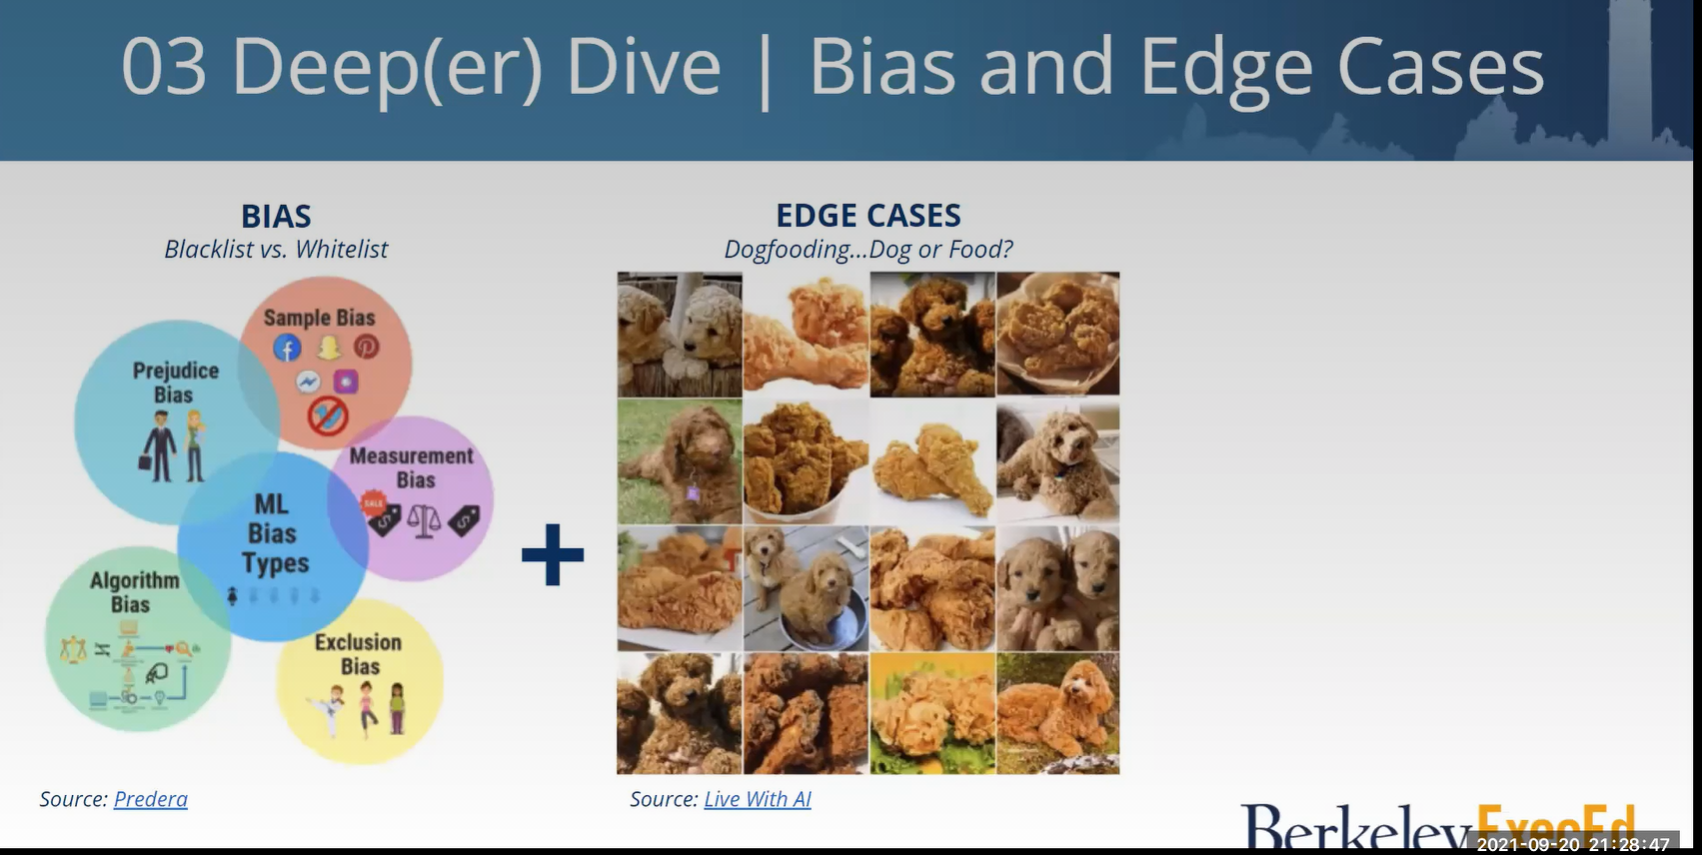 03 Deep(er) Dive | Bias and Edge Cases
BIAS
Blacklist vs. Whitelist
Sample Bias
Prejudice
Bias
Measurement
Bias
SALE
ML
Bias
Types
Algorithm
Bias
Exclusion
Bias
Source: Predera
EDGE CASES
Dogfooding...Dog or Food?
Source: Live With AI
Berkeley ExecEd
2021-09-20 21:28:47